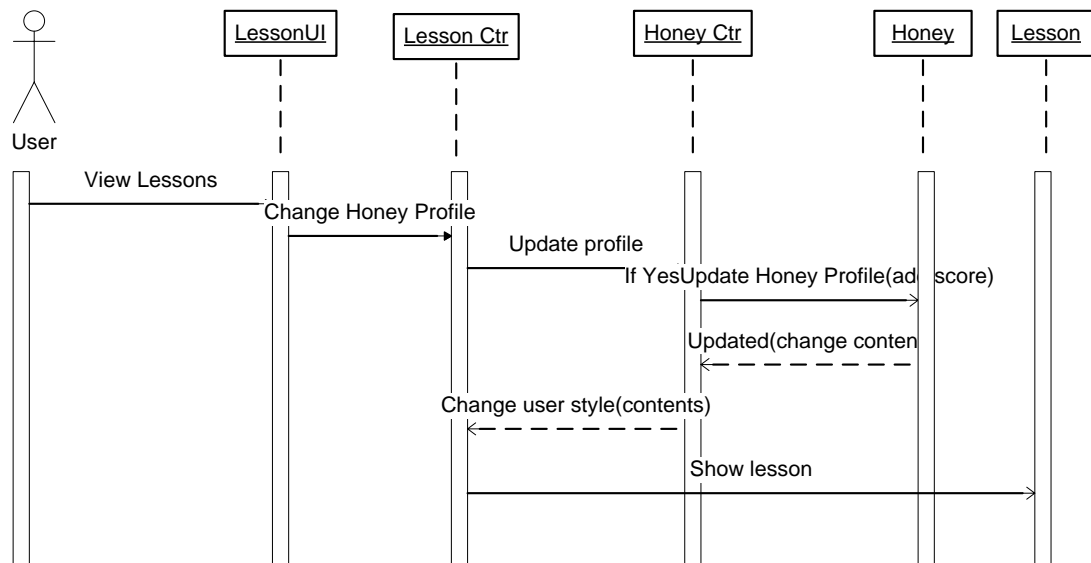 LessonUI
Lesson Ctr
Honey Ctr
Honey
Lesson
User
View Lessons
Change Honey Profile
Update profile
If YesUpdate Honey Profile(add score)
Updated(change conten
Change user style(contents)
Show lesson